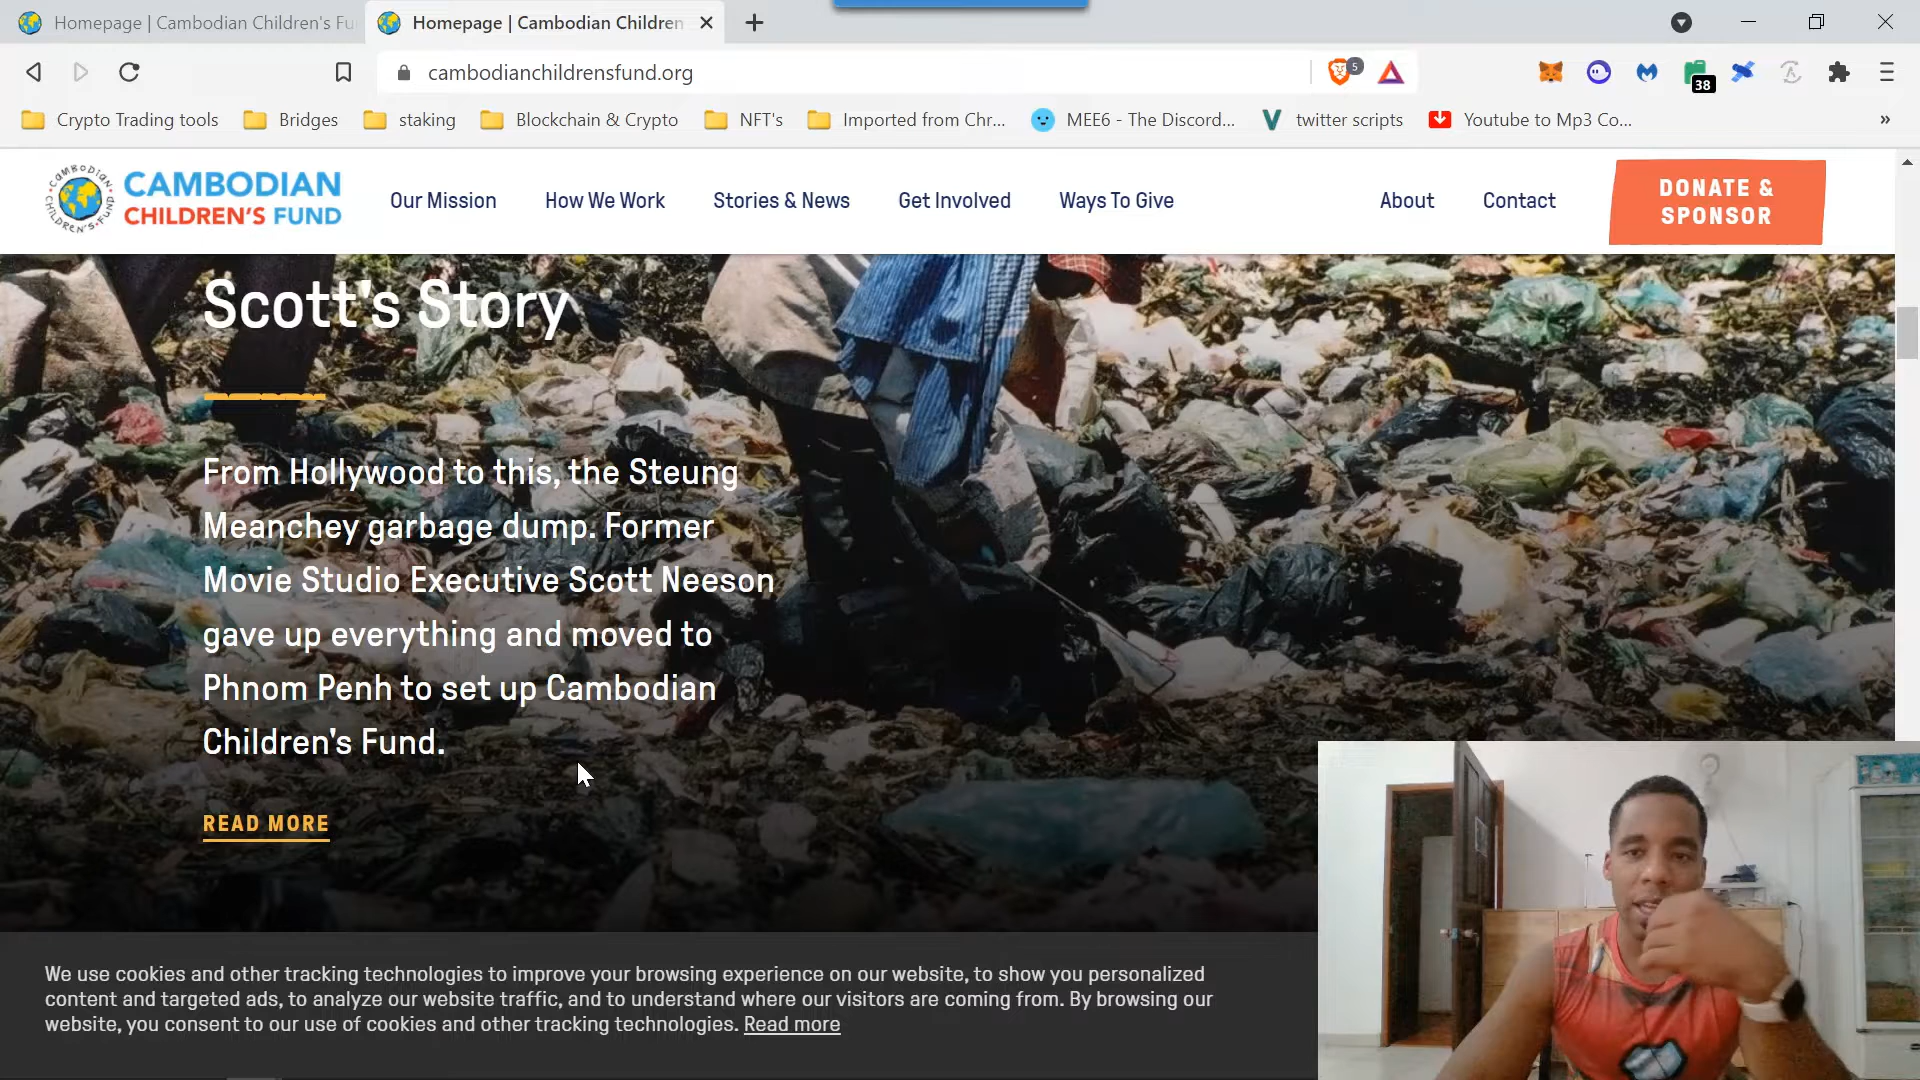 Homepage | Cambodian Children's Fu
Homepage | Cambodian Children
cambodianchildrensfund.org
5
38
Crypto Trading tools
Bridges
staking
Blockchain & Crypto
NFT's
Imported from Chr...
MEE6 - The Discord...
twitter scripts
Youtube to Mp3 Co...
»
CAMBODIAN CHILDREN'S FUND
CAMBODIAN
CHILDREN'S FUND
Our Mission
How We Work
Stories & News
Get Involved
Ways To Give
About
Contact
DONATE &
SPONSOR
Scott's Story
From Hollywood to this, the Steung
Meanchey garbage dump. Former
Movie Studio Executive Scott Neeson
gave up everything and moved to
Phnom Penh to set up Cambodian
Children's Fund.
READ MORE
We use cookies and other tracking technologies to improve your browsing experience on our website, to show you personalized
content and targeted ads, to analyze our website traffic, and to understand where our visitors are coming from. By browsing our
website, you consent to our use of cookies and other tracking technologies. Read more